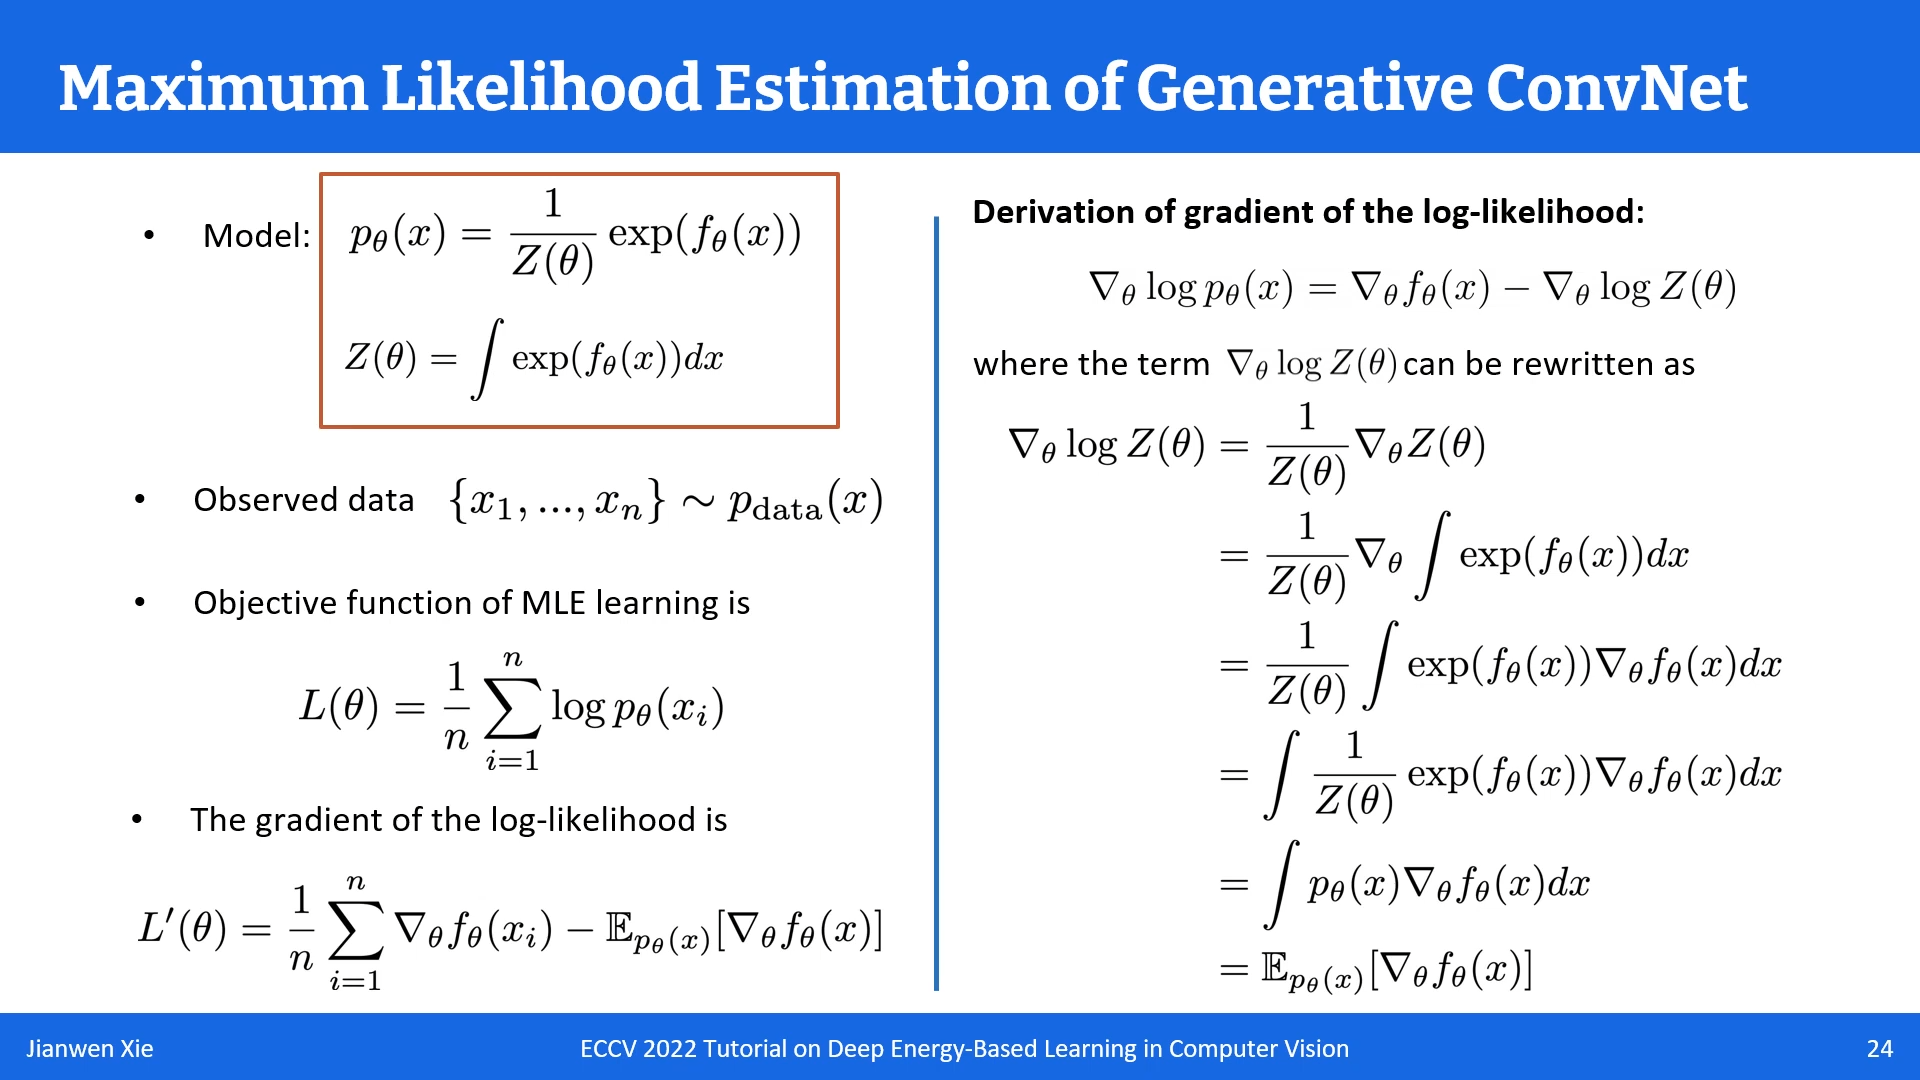 Maximum Likelihood Estimation of Generative ConvNet
• Model: $p_\theta(x) = \frac{1}{Z(\theta)} \exp(f_\theta(x))$
$Z(\theta) = \int \exp(f_\theta(x))dx$
• Observed data $\{x_1, ..., x_n\} \sim p_{\text{data}}(x)$
• Objective function of MLE learning is
$L(\theta) = \frac{1}{n} \sum_{i=1}^{n} \log p_\theta(x_i)$
• The gradient of the log-likelihood is
$L'(\theta) = \frac{1}{n} \sum_{i=1}^{n} \nabla_\theta f_\theta(x_i) - \mathbb{E}_{p_\theta(x)}[\nabla_\theta f_\theta(x)]$
Derivation of gradient of the log-likelihood:
$\nabla_\theta \log p_\theta(x) = \nabla_\theta f_\theta(x) - \nabla_\theta \log Z(\theta)$
where the term $\nabla_\theta \log Z(\theta)$ can be rewritten as
$\nabla_\theta \log Z(\theta) = \frac{1}{Z(\theta)} \nabla_\theta Z(\theta)$
$= \frac{1}{Z(\theta)} \nabla_\theta \int \exp(f_\theta(x))dx$
$= \frac{1}{Z(\theta)} \int \exp(f_\theta(x)) \nabla_\theta f_\theta(x)dx$
$= \int \frac{1}{Z(\theta)} \exp(f_\theta(x)) \nabla_\theta f_\theta(x)dx$
$= \int p_\theta(x) \nabla_\theta f_\theta(x)dx$
$= \mathbb{E}_{p_\theta(x)}[\nabla_\theta f_\theta(x)]$
Jianwen Xie
ECCV 2022 Tutorial on Deep Energy-Based Learning in Computer Vision
24